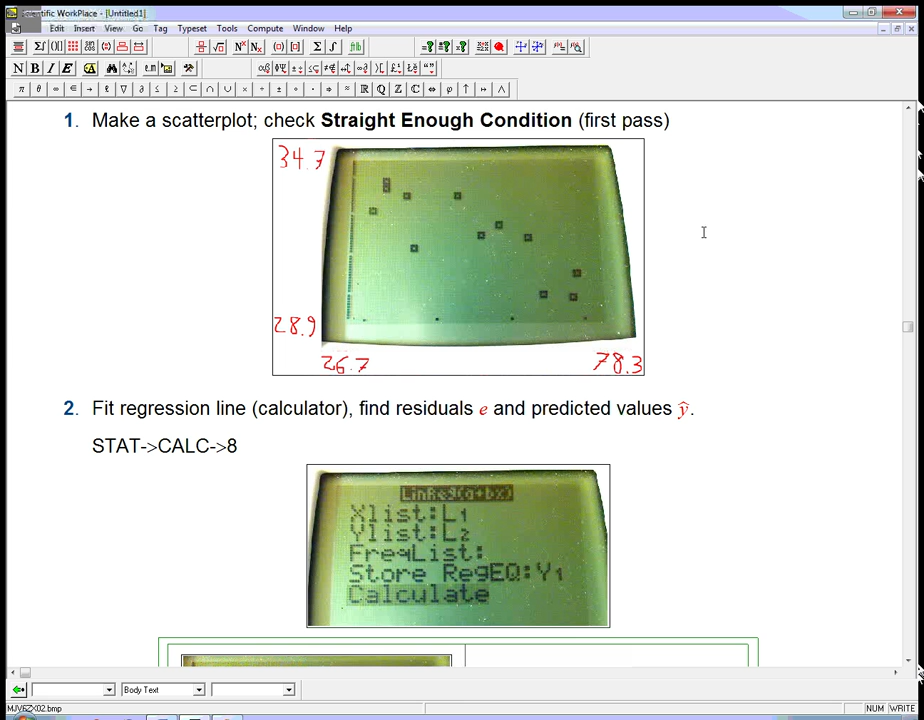 Scientific WorkPlace - [Untitled1]
Edit Insert View Go Tag Typeset Tools Compute Window Help
1. Make a scatterplot; check Straight Enough Condition (first pass)
34.7
28.9
26.7 78.3
2. Fit regression line (calculator), find residuals e and predicted values ŷ.
STAT->CALC->8
LinReg(a+bx)
Xlist:L1
Ylist:L2
FreqList:
Store RegEQ:Y1
Calculate
Body Text
NUM WRITE